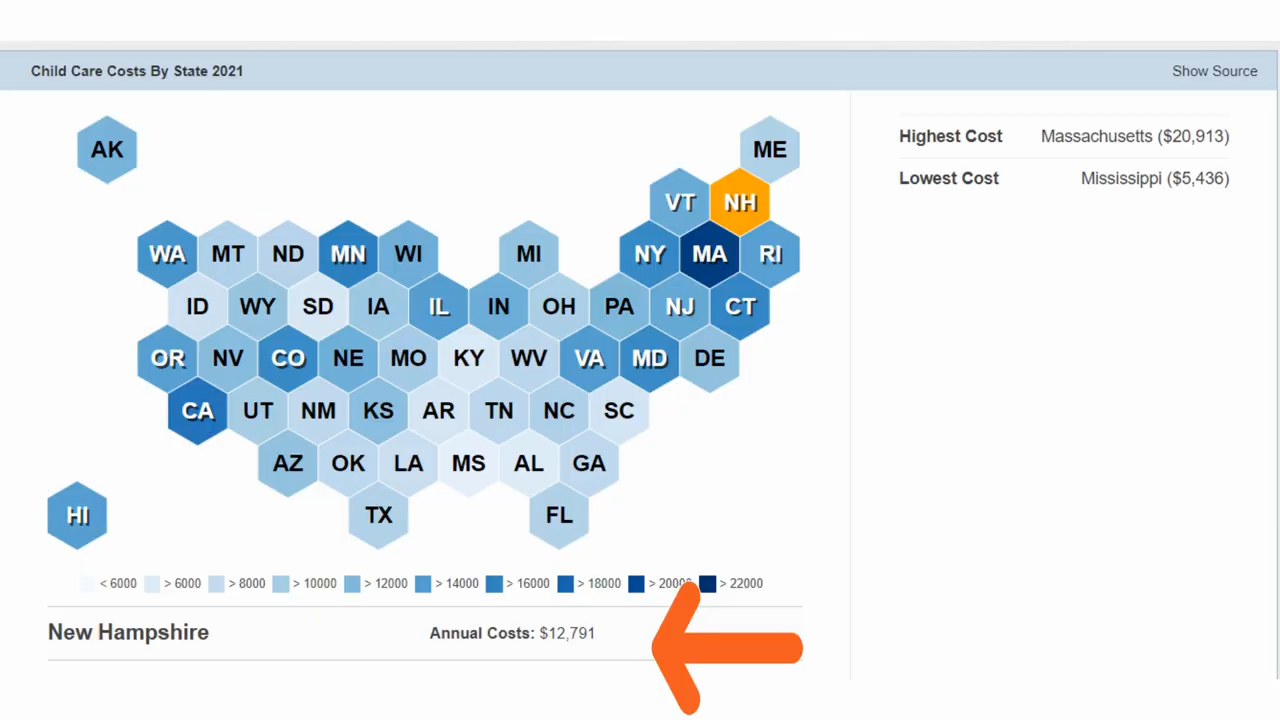 Child Care Costs By State 2021 Show Source
AK ME
VT NH
WA MT ND MN WI MI NY MA RI
ID WY SD IA IL IN OH PA NJ CT
OR NV CO NE MO KY WV VA MD DE
CA UT NM KS AR TN NC SC
AZ OK LA MS AL GA
HI TX FL
< 6000 > 6000 > 8000 > 10000 > 12000 > 14000 > 16000 > 18000 > 20000 > 22000
New Hampshire Annual Costs: $12,791
Highest Cost Massachusetts ($20,913)
Lowest Cost Mississippi ($5,436)